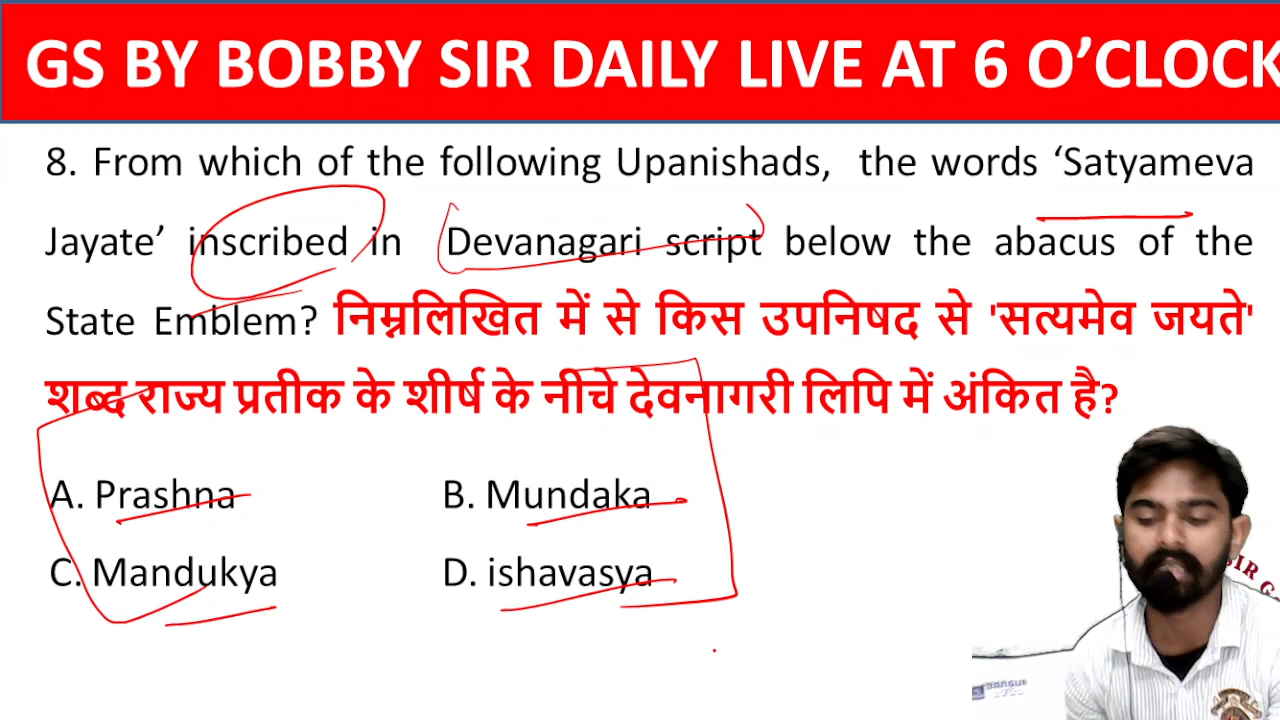 GS BY BOBBY SIR DAILY LIVE AT 6 O’CLOCK
8. From which of the following Upanishads, the words ‘Satyameva
Jayate’ inscribed in Devanagari script below the abacus of the
State Emblem? निम्नलिखित में से किस उपनिषद से 'सत्यमेव जयते'
शब्द राज्य प्रतीक के शीर्ष के नीचे देवनागरी लिपि में अंकित है?
A. Prashna B. Mundaka
C. Mandukya D. ishavasya